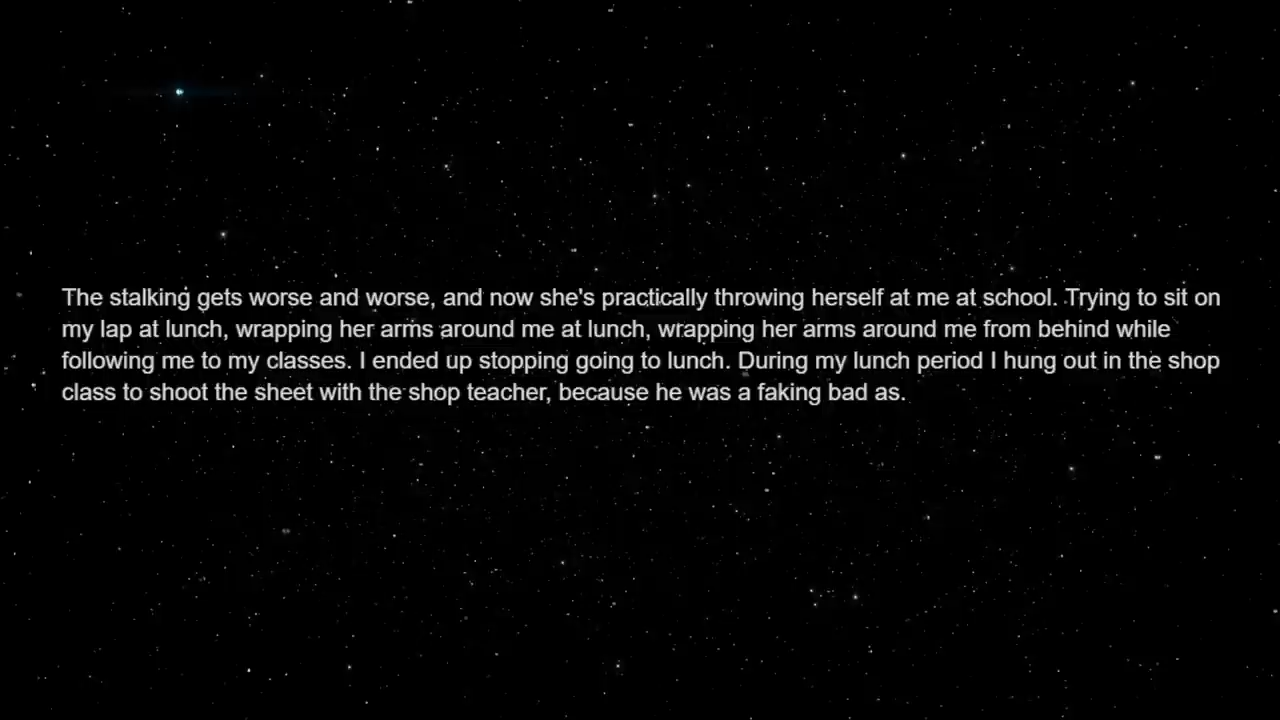 The stalking gets worse and worse, and now she's practically throwing herself at me at school. Trying to sit on
my lap at lunch, wrapping her arms around me at lunch, wrapping her arms around me from behind while
following me to my classes. I ended up stopping going to lunch. During my lunch period I hung out in the shop
class to shoot the sheet with the shop teacher, because he was a faking bad as.